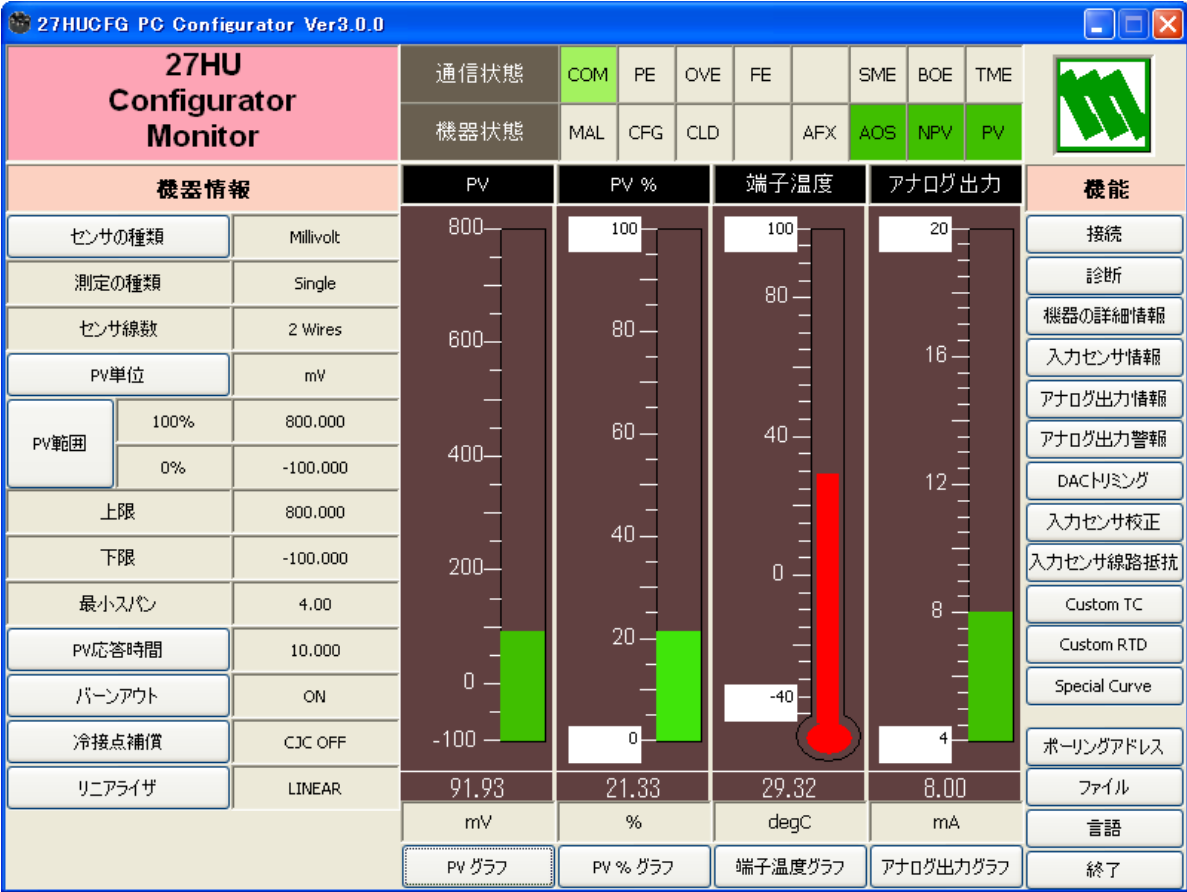 27HUCFG PC Configurator Ver3.0.0
27HU
Configurator
Monitor
通信状態 COM PE OVE FE SME BOE TME
機器状態 MAL CFG CLD AFX AOS NPV PV
機器情報
センサの種類 Millivolt
測定の種類 Single
センサ線数 2 Wires
PV単位 mV
PV範囲
100% 800.000
0% -100.000
上限 800.000
下限 -100.000
最小スパン 4.00
PV応答時間 10.000
バーンアウト ON
冷接点補償 CJC OFF
リニアライザ LINEAR
PV
800
600
400
200
0
-100
91.93
mV
PV グラフ
PV %
100
80
60
40
20
0
21.33
%
PV % グラフ
端子温度
100
80
40
0
-40
29.32
degC
端子温度グラフ
アナログ出力
20
16
12
8
4
8.00
mA
アナログ出力グラフ
機能
接続
診断
機器の詳細情報
入力センサ情報
アナログ出力情報
アナログ出力警報
DACトリミング
入力センサ校正
入力センサ線路抵抗
Custom TC
Custom RTD
Special Curve
ポーリングアドレス
ファイル
言語
終了